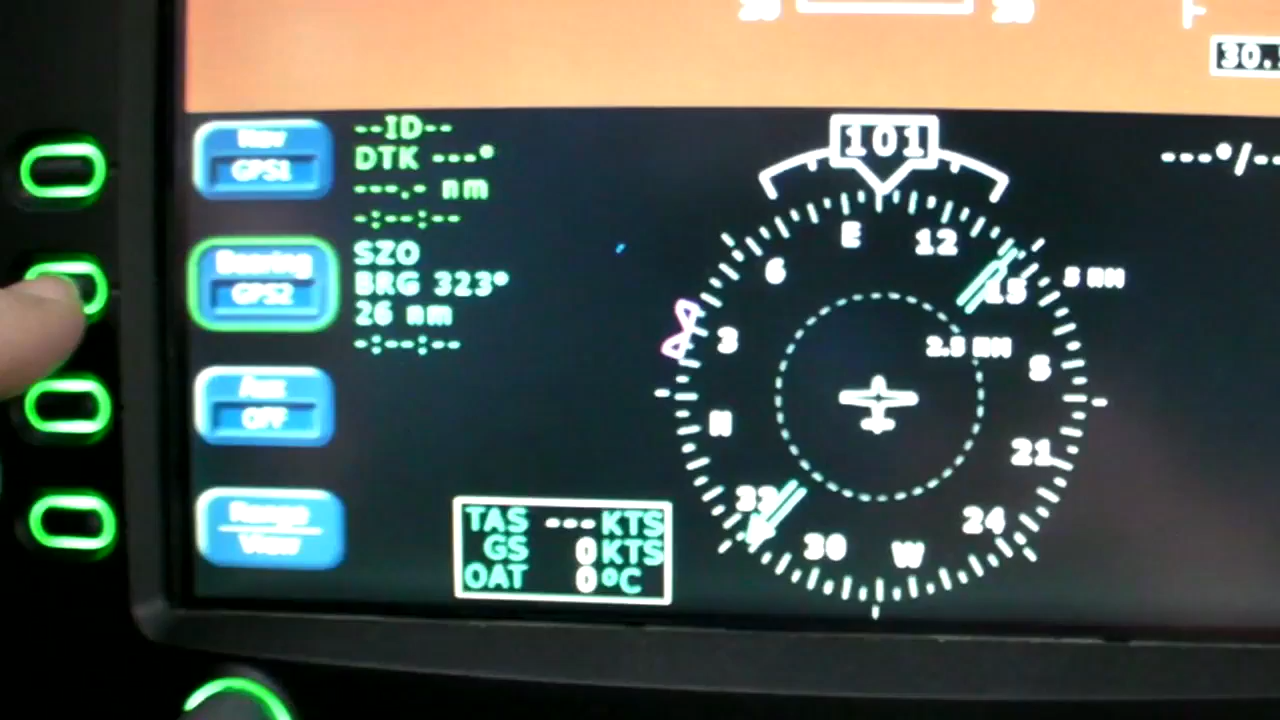 30.
Nav
GPS1
--ID--
DTK ---°
---.- nm
-:--:--
Bearing
GPS2
SZO
BRG 323°
26 nm
-:--:--
Aux
OFF
Range
View
TAS ---KTS
GS 0KTS
OAT 0°C
101
---°/--
E
12
6
15
5 NM
3
2.5 NM
S
N
21
33
24
30
W